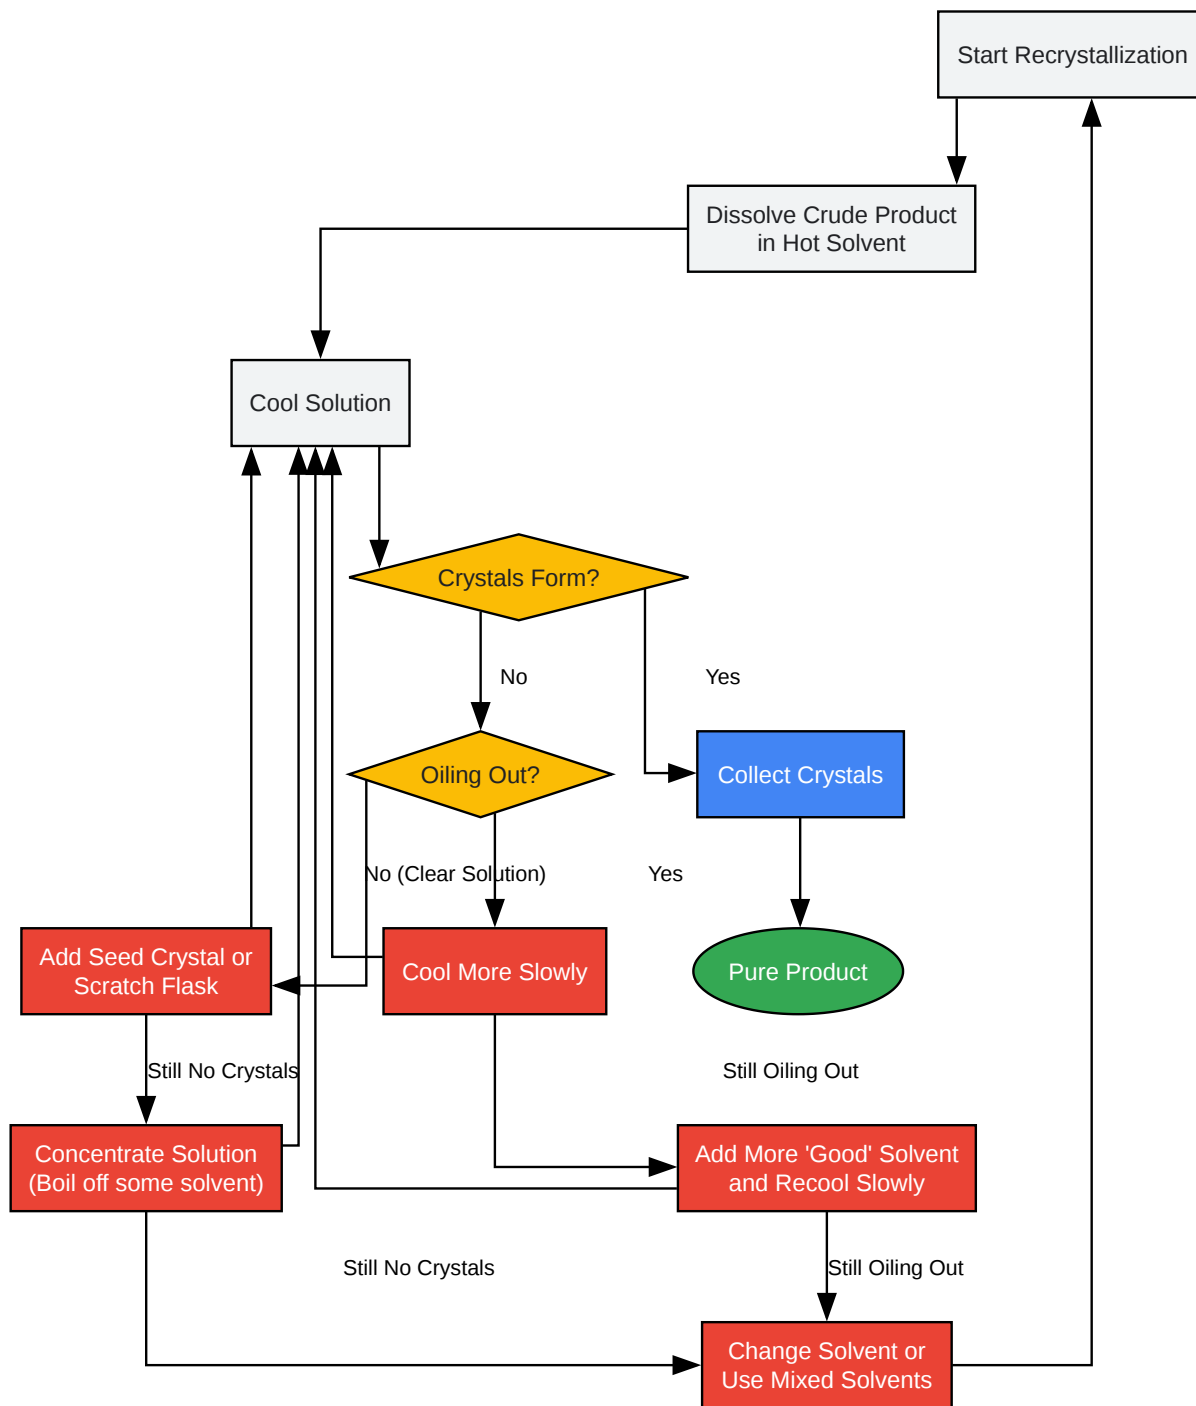 Start Recrystallization
Dissolve Crude Product
in Hot Solvent
Cool Solution
Crystals Form?
No
Yes
Oiling Out?
Collect Crystals
No (Clear Solution)
Yes
Add Seed Crystal or
Scratch Flask
Cool More Slowly
Pure Product
Still No Crystals
Still Oiling Out
Concentrate Solution
(Boil off some solvent)
Add More 'Good' Solvent
and Recool Slowly
Still No Crystals
Still Oiling Out
Change Solvent or
Use Mixed Solvents